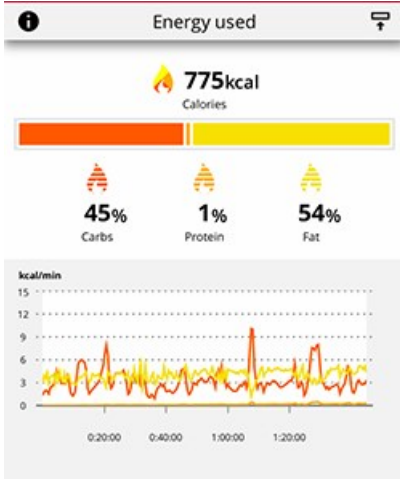 Energy used
775kcal
Calories
45% 1% 54%
Carbs Protein Fat
kcal/min
15
12
9
6
3
0
0:20:00 0:40:00 1:00:00 1:20:00